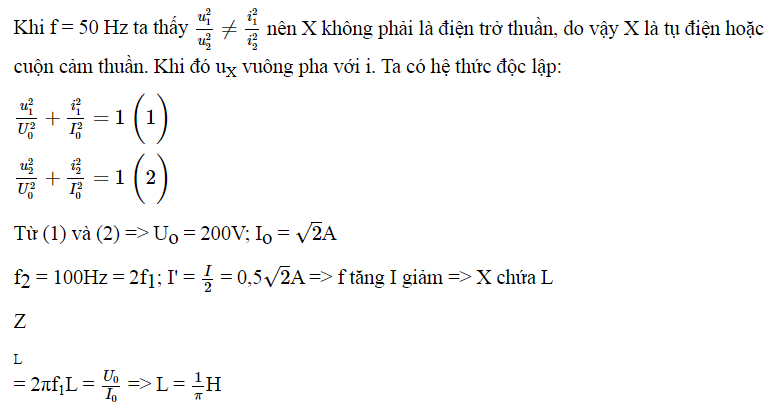 Khi f = 50 Hz ta thấy \(\frac{u_1^2}{u_2^2} \neq \frac{i_1^2}{i_2^2}\) nên X không phải là điện trở thuần, do vậy X là tụ điện hoặc
cuộn cảm thuần. Khi đó u_X vuông pha với i. Ta có hệ thức độc lập:
\(\frac{u_1^2}{U_0^2} + \frac{i_1^2}{I_0^2} = 1 \left(1\right)\)
\(\frac{u_2^2}{U_0^2} + \frac{i_2^2}{I_0^2} = 1 \left(2\right)\)
Từ (1) và (2) => U_o = 200V; I_o = \(\sqrt{2}\)A
f_2 = 100Hz = 2f_1; I' = \(\frac{I}{2}\) = 0,5\(\sqrt{2}\)A => f tăng I giảm => X chứa L
Z
L
= 2πf_1L = \(\frac{U_0}{I_0}\) => L = \(\frac{1}{\pi}\)H